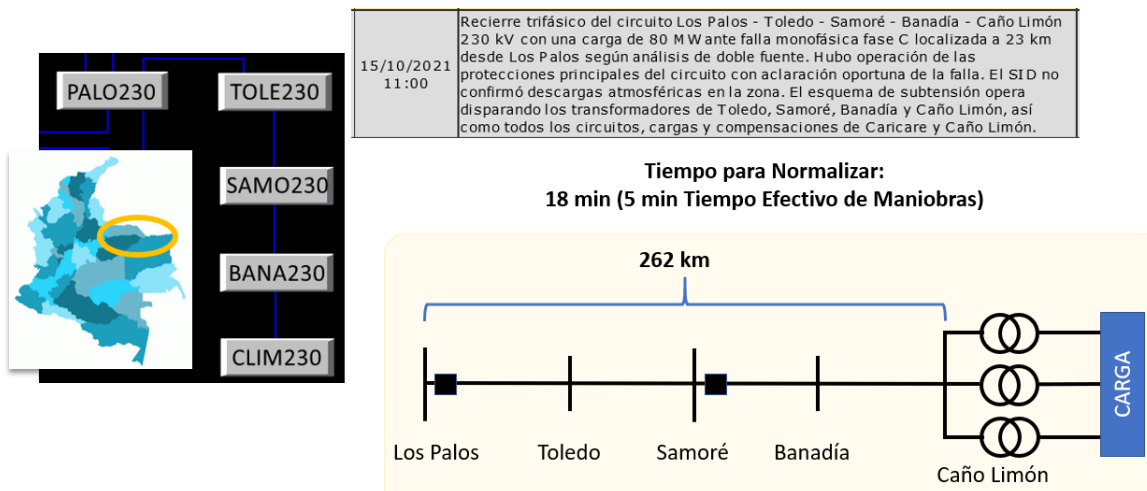 PALO230
TOLE230
SAMO230
BANA230
CLIM230
15/10/2021
11:00
Recierre trifásico del circuito Los Palos - Toledo - Samoré - Banadía - Caño Limón
230 kV con una carga de 80 MW ante falla monofásica fase C localizada a 23 km
desde Los Palos según análisis de doble fuente. Hubo operación de las
protecciones principales del circuito con aclaración oportuna de la falla. El SID no
confirmó descargas atmosféricas en la zona. El esquema de subtensión opera
disparando los transformadores de Toledo, Samoré, Banadía y Caño Limón, así
como todos los circuitos, cargas y compensaciones de Caricare y Caño Limón.
Tiempo para Normalizar:
18 min (5 min Tiempo Efectivo de Maniobras)
262 km
Los Palos
Toledo
Samoré
Banadía
Caño Limón
CARGA